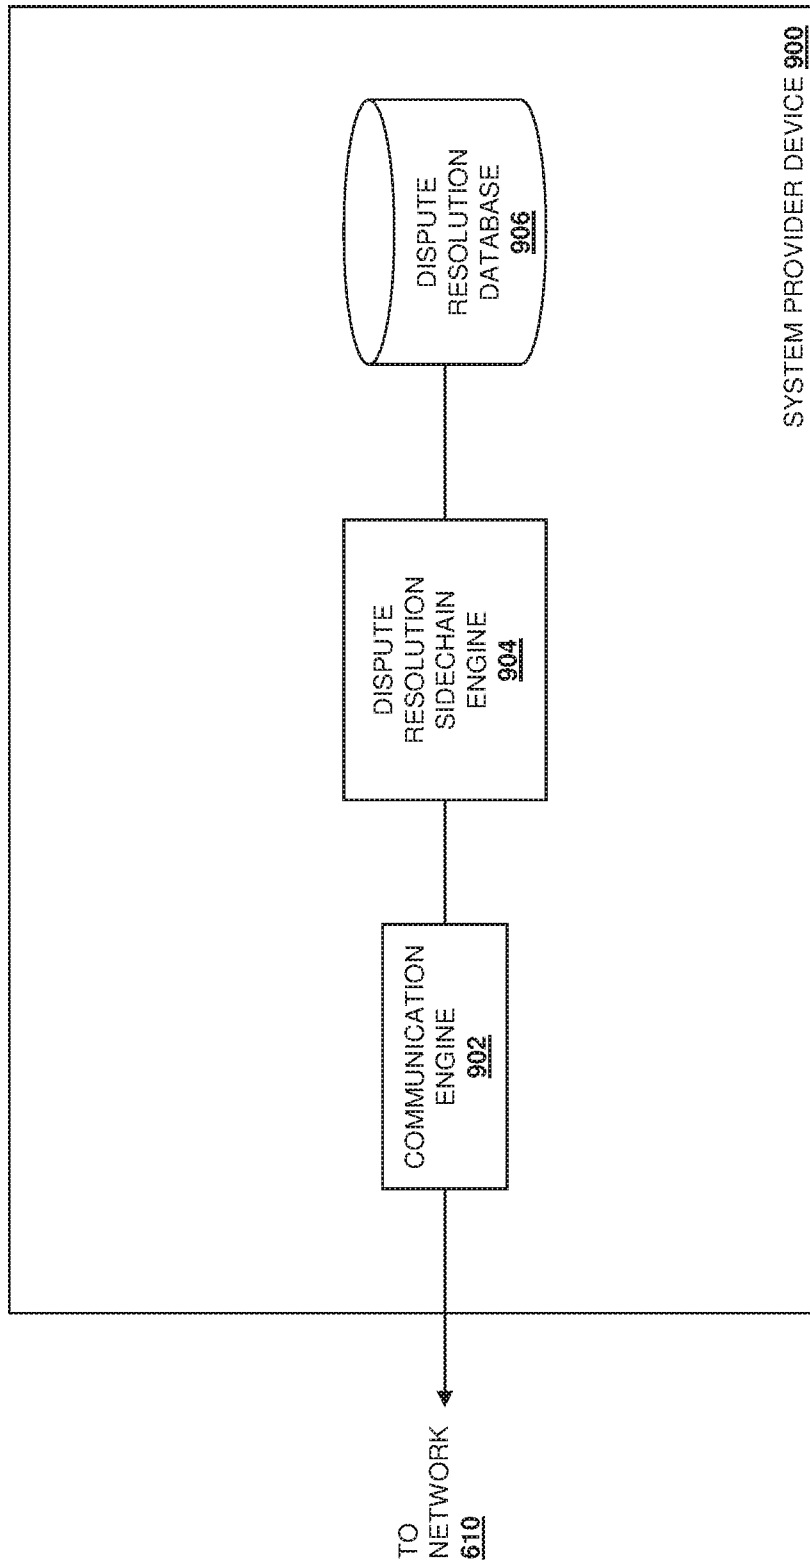 TO
NETWORK
610
COMMUNICATION
ENGINE
902
DISPUTE
RESOLUTION
SIDECHAIN
ENGINE
904
DISPUTE
RESOLUTION
DATABASE
906
SYSTEM PROVIDER DEVICE 900